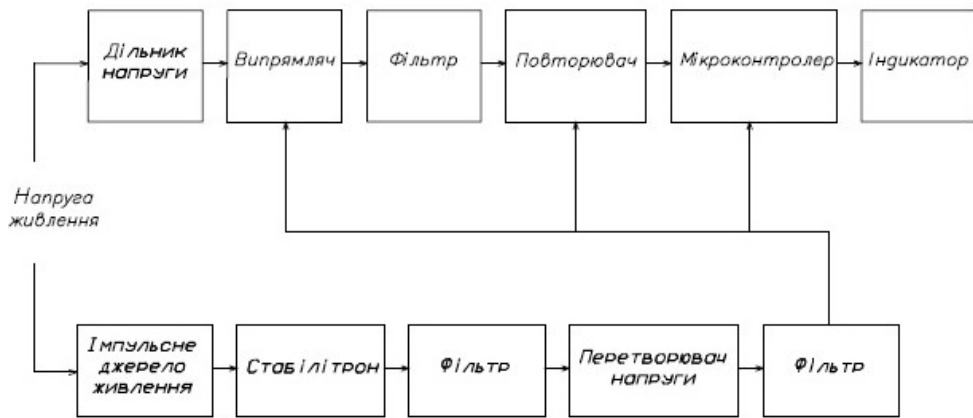 Дільник
напруги
Випрямляч
Фільтр
Повторювач
Мікроконтролер
Індикатор
Напруга
живлення
Імпульсне
джерело
живлення
Стабілітрон
Фільтр
Перетворювач
напруги
Фільтр